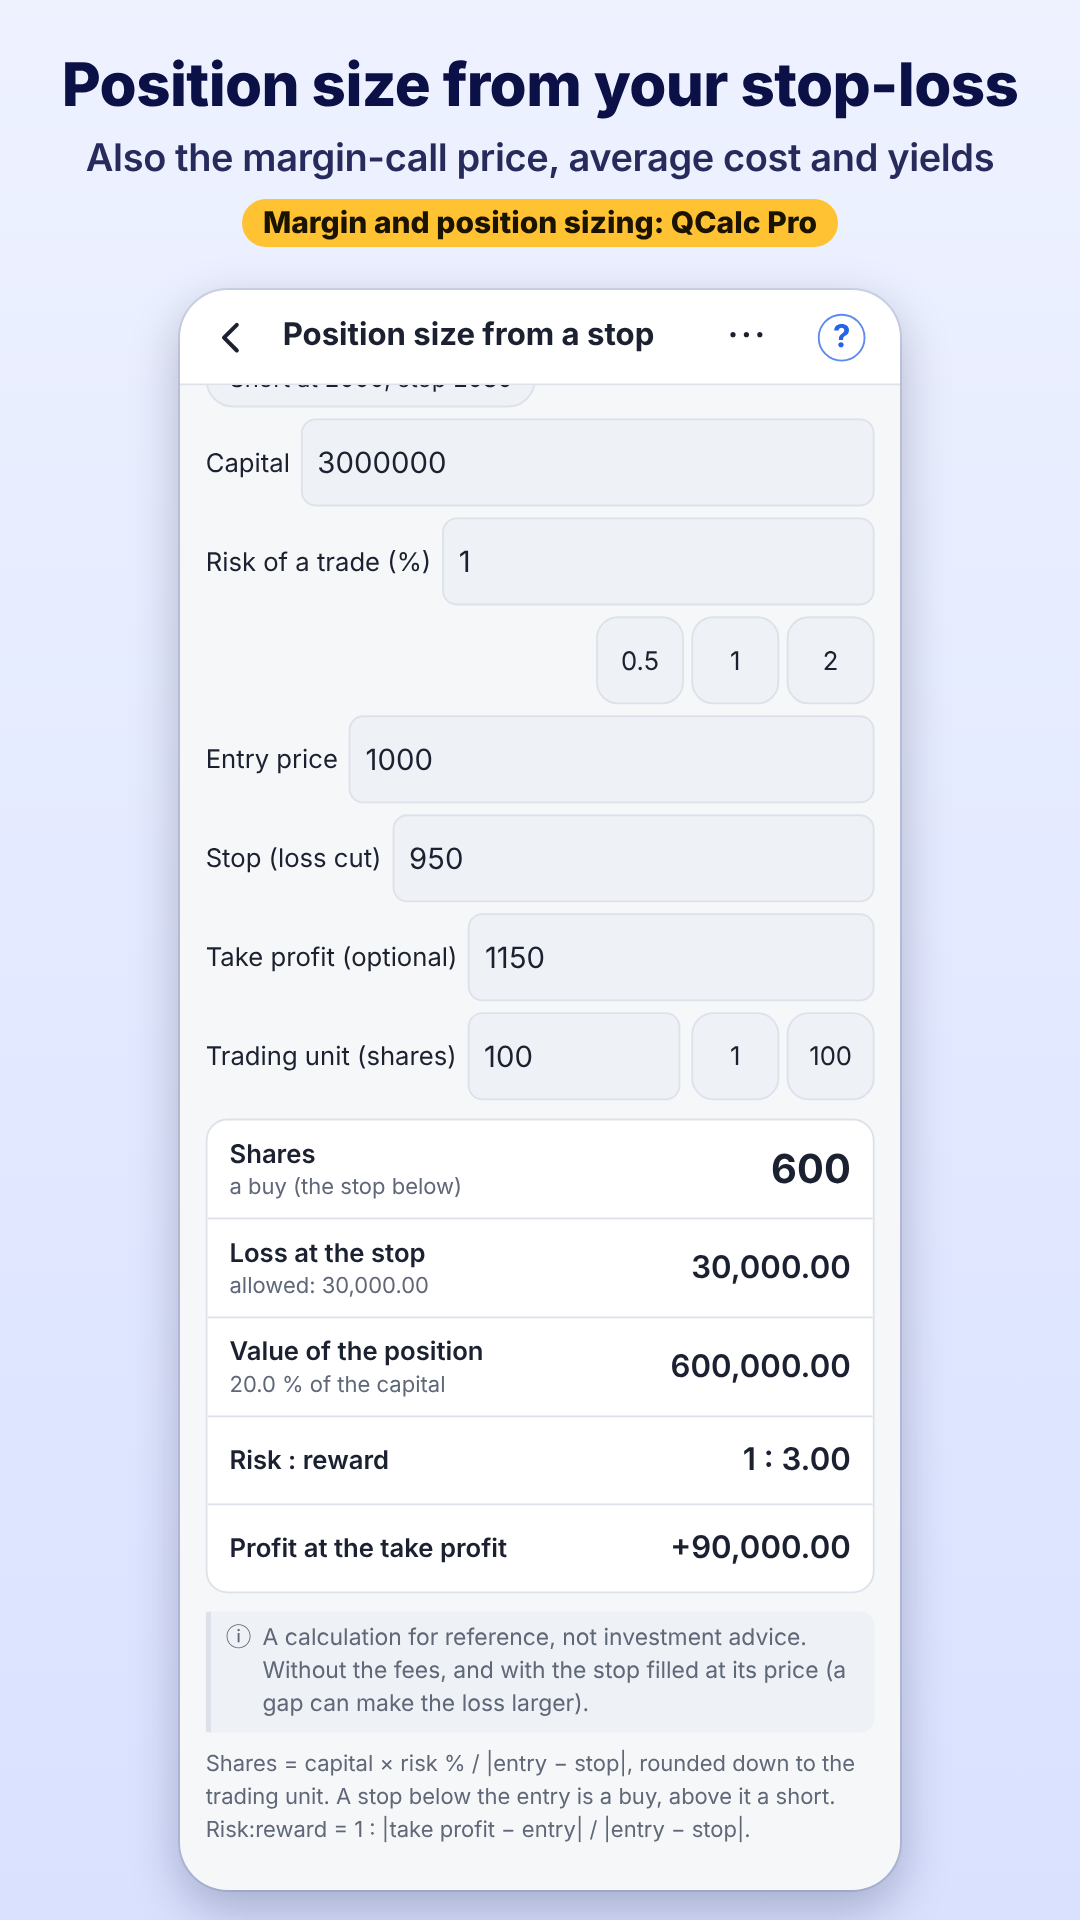 Position size from your stop-loss
Also the margin-call price, average cost and yields
Margin and position sizing: QCalc Pro
Position size from a stop
...
?
Capital
3000000
Risk of a trade (%)
1
0.5
1
2
Entry price
1000
Stop (loss cut)
950
Take profit (optional)
1150
Trading unit (shares)
100
1
100
Shares
600
a buy (the stop below)
Loss at the stop
30,000.00
allowed: 30,000.00
Value of the position
600,000.00
20.0 % of the capital
Risk : reward
1 : 3.00
Profit at the take profit
+90,000.00
ⓘ A calculation for reference, not investment advice.
Without the fees, and with the stop filled at its price (a
gap can make the loss larger).
Shares = capital × risk % / |entry − stop|, rounded down to the
trading unit. A stop below the entry is a buy, above it a short.
Risk:reward = 1 : |take profit − entry| / |entry − stop|.